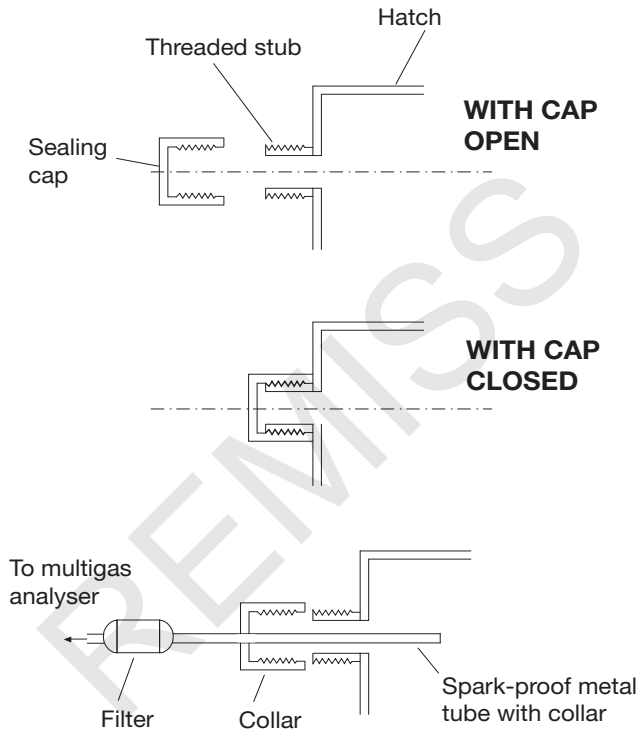 Hatch
Threaded stub
WITH CAP
OPEN
Sealing
cap
WITH CAP
CLOSED
To multigas
analyser
Filter
Collar
Spark-proof metal
tube with collar
REMISS